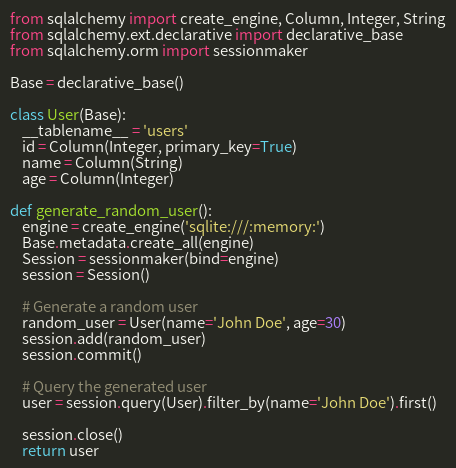 from sqlalchemy import create_engine, Column, Integer, String
from sqlalchemy.ext.declarative import declarative_base
from sqlalchemy.orm import sessionmaker

Base = declarative_base()

class User(Base):
    __tablename__ = 'users'
    id = Column(Integer, primary_key=True)
    name = Column(String)
    age = Column(Integer)

def generate_random_user():
    engine = create_engine('sqlite:///:memory:')
    Base.metadata.create_all(engine)
    Session = sessionmaker(bind=engine)
    session = Session()

    # Generate a random user
    random_user = User(name='John Doe', age=30)
    session.add(random_user)
    session.commit()

    # Query the generated user
    user = session.query(User).filter_by(name='John Doe').first()

    session.close()
    return user